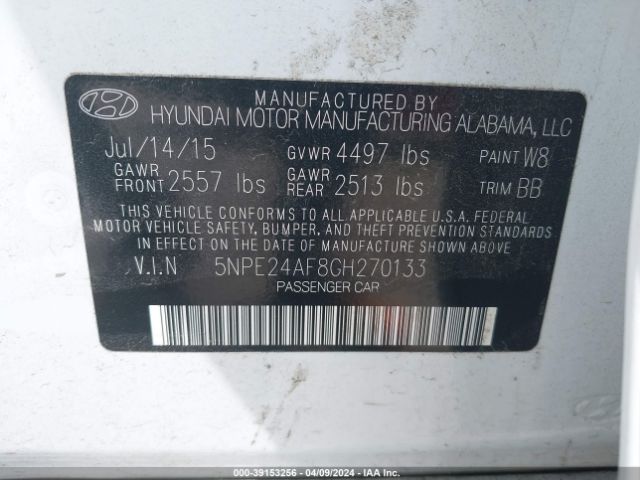 MANUFACTURED BY
HYUNDAI MOTOR MANUFACTURING ALABAMA, LLC
Jul/14/15 GVWR 4497 lbs PAINT W8
GAWR FRONT 2557 lbs GAWR REAR 2513 lbs TRIM BB
THIS VEHICLE CONFORMS TO ALL APPLICABLE U.S.A. FEDERAL
MOTOR VEHICLE SAFETY, BUMPER, AND THEFT PREVENTION STANDARDS
IN EFFECT ON THE DATE OF MANUFACTURE SHOWN ABOVE.
V.I.N 5NPE24AF8GH270133
PASSENGER CAR
000-39153256 - 04/09/2024 - IAAI.COM